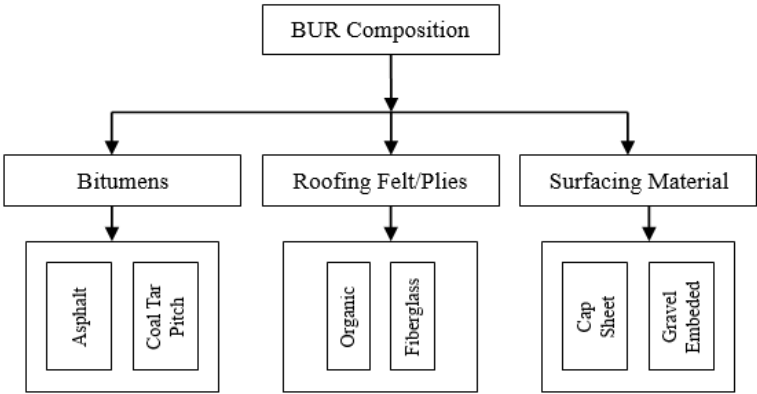 BUR Composition
Bitumens
Roofing Felt/Plies
Surfacing Material
Asphalt
Coal Tar
Pitch
Organic
Fiberglass
Cap
Sheet
Gravel
Embeded